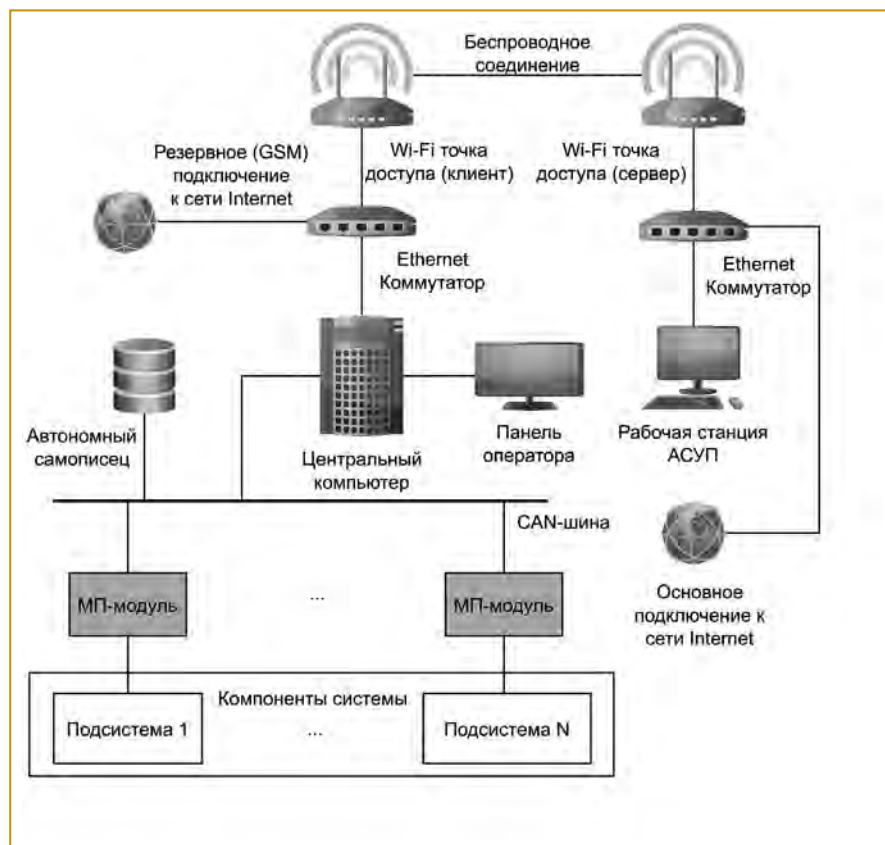 Беспроводное
соединение
Резервное (GSM)
подключение
к сети Internet
Wi-Fi точка
доступа (клиент)
Wi-Fi точка
доступа (сервер)
Ethernet
Коммутатор
Ethernet
Коммутатор
Автономный
самописец
Центральный
компьютер
Панель
оператора
Рабочая станция
АСУП
CAN-шина
МП-модуль
...
МП-модуль
Основное
подключение к
сети Internet
Компоненты системы
Подсистема 1
...
Подсистема N